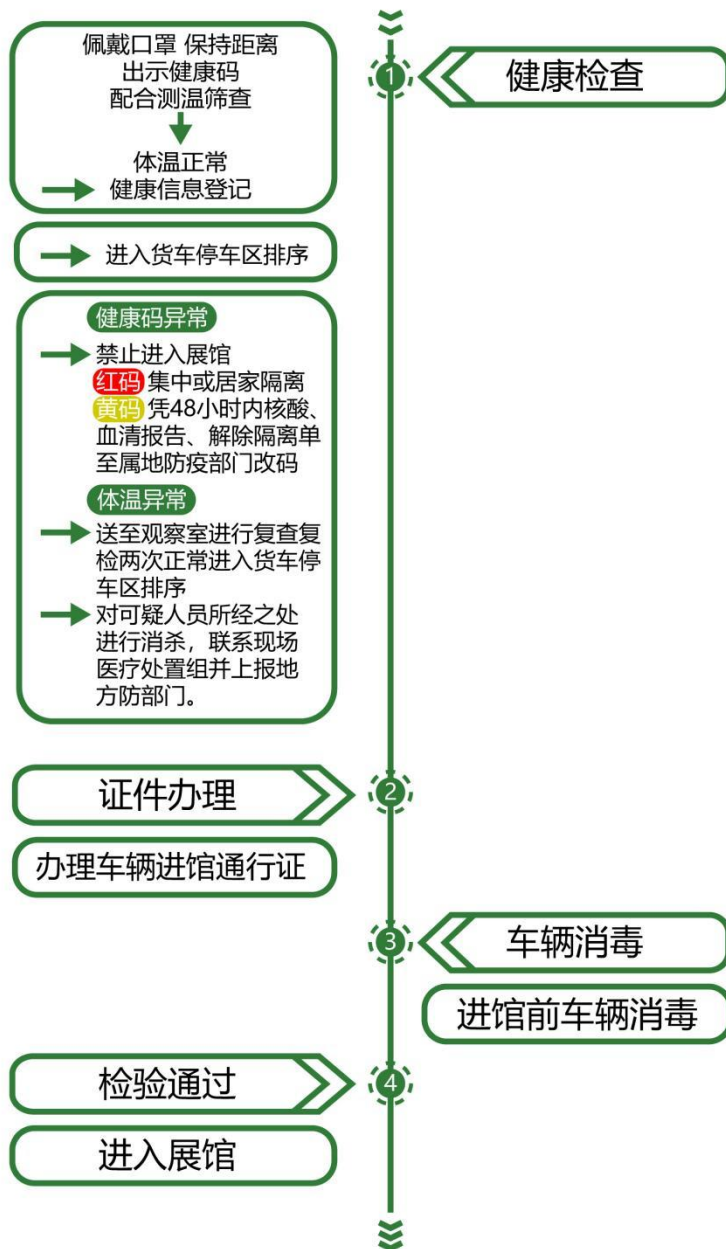 1
健康检查
佩戴口罩 保持距离
出示健康码
配合测温筛查
体温正常
健康信息登记
进入货车停车区排序
健康码异常
禁止进入展馆
红码 集中或居家隔离
黄码 凭48小时内核酸、
血清报告、解除隔离单
至属地防疫部门改码
体温异常
送至观察室进行复查复
检两次正常进入货车停
车区排序
对可疑人员所经之处
进行消杀，联系现场
医疗处置组并上报地
方防部门。
证件办理
2
办理车辆进馆通行证
3
车辆消毒
进馆前车辆消毒
检验通过
4
进入展馆